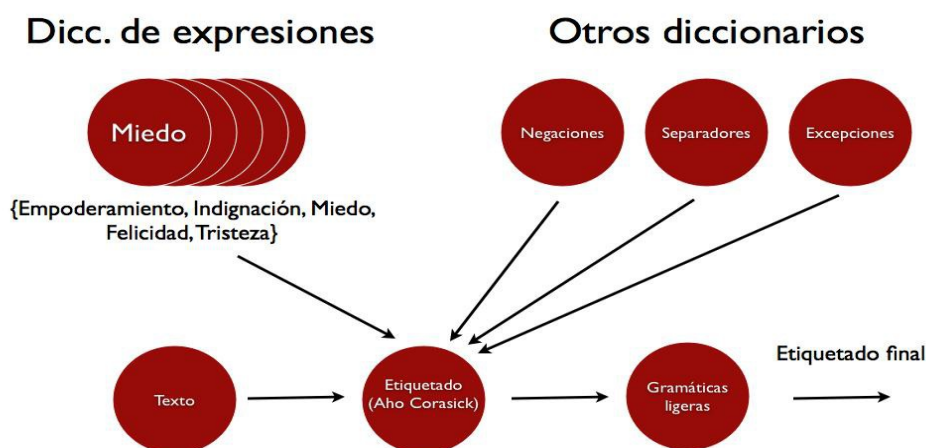 Dicc. de expresiones
Otros diccionarios
Miedo
Negaciones
Separadores
Excepciones
{Empoderamiento, Indignación, Miedo,
Felicidad, Tristeza}
Texto
Etiquetado
(Aho Corasick)
Gramáticas
ligeras
Etiquetado final